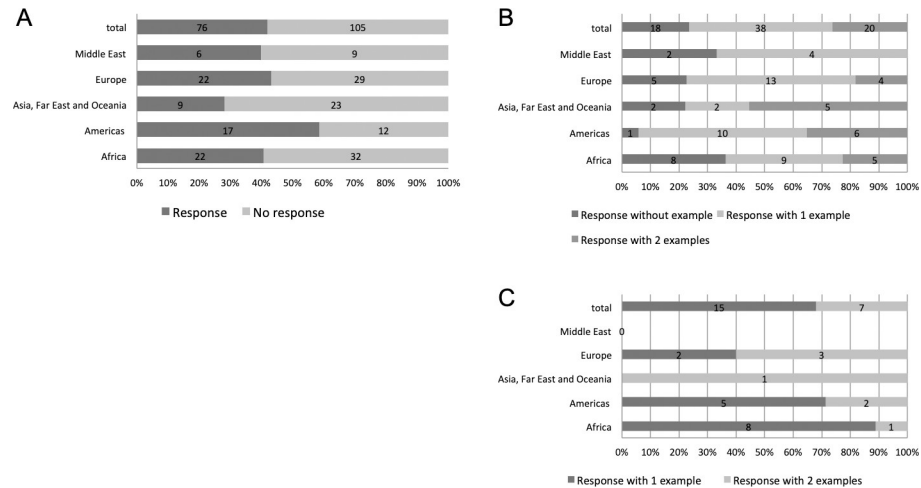 A
total 76 105
Middle East 6 9
Europe 22 29
Asia, Far East and Oceania 9 23
Americas 17 12
Africa 22 32
0% 10% 20% 30% 40% 50% 60% 70% 80% 90% 100%
Response No response
B
total 18 38 20
Middle East 2 4
Europe 5 13 4
Asia, Far East and Oceania 2 2 5
Americas 1 10 6
Africa 8 9 5
0% 10% 20% 30% 40% 50% 60% 70% 80% 90% 100%
Response without example Response with 1 example
Response with 2 examples
C
total 15 7
Middle East 0
Europe 2 3
Asia, Far East and Oceania 1
Americas 5 2
Africa 8 1
0% 10% 20% 30% 40% 50% 60% 70% 80% 90% 100%
Response with 1 example Response with 2 examples